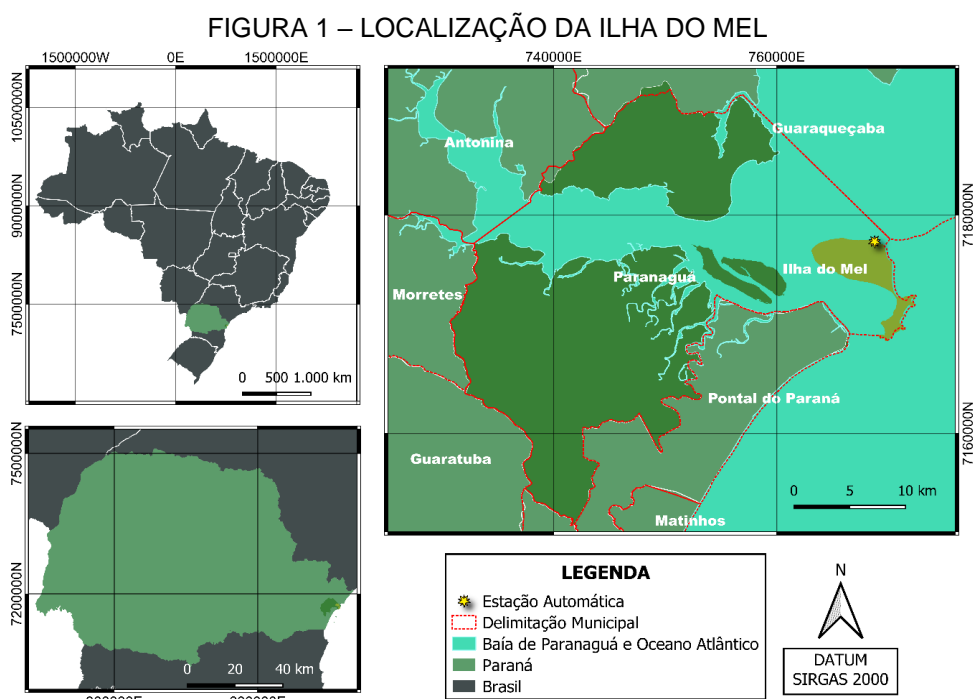 FIGURA 1 – LOCALIZAÇÃO DA ILHA DO MEL
1500000W 0E 1500000E
10500000N
9000000N
7500000N
0 500 1.000 km
740000E 760000E
Antonina
Guaraqueçaba
7180000N
Paranaguá
Ilha do Mel
Morretes
Pontal do Paraná
7160000N
Guaratuba
Matinhos
0 5 10 km
7500000N
7200000N
0 20 40 km
LEGENDA
Estação Automática
Delimitação Municipal
Baía de Paranaguá e Oceano Atlântico
Paraná
Brasil
N
DATUM
SIRGAS 2000